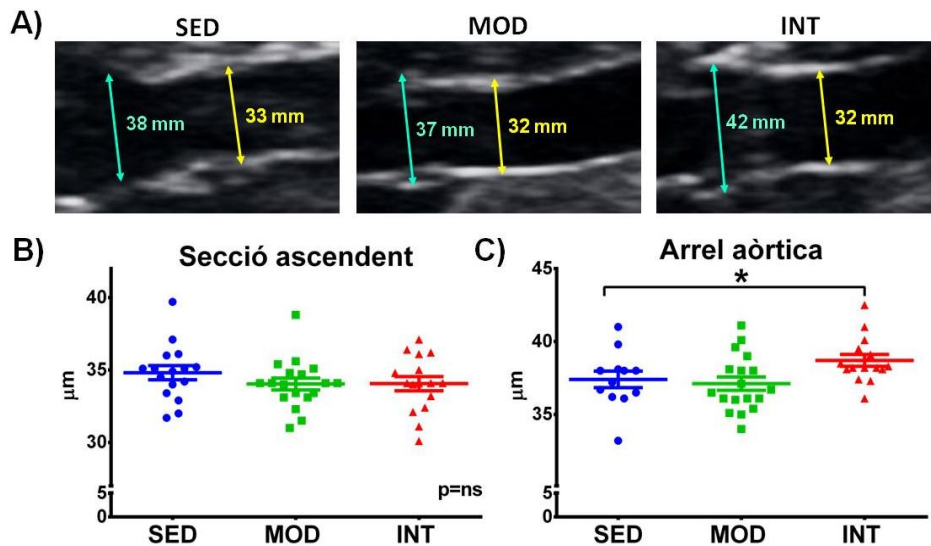 A)
SED
MOD
INT
38 mm
33 mm
37 mm
32 mm
42 mm
32 mm
B)
Secció ascendent
µm
40
35
30
5
0
p=ns
SED
MOD
INT
C)
Arrel aòrtica
*
µm
45
40
35
5
0
SED
MOD
INT